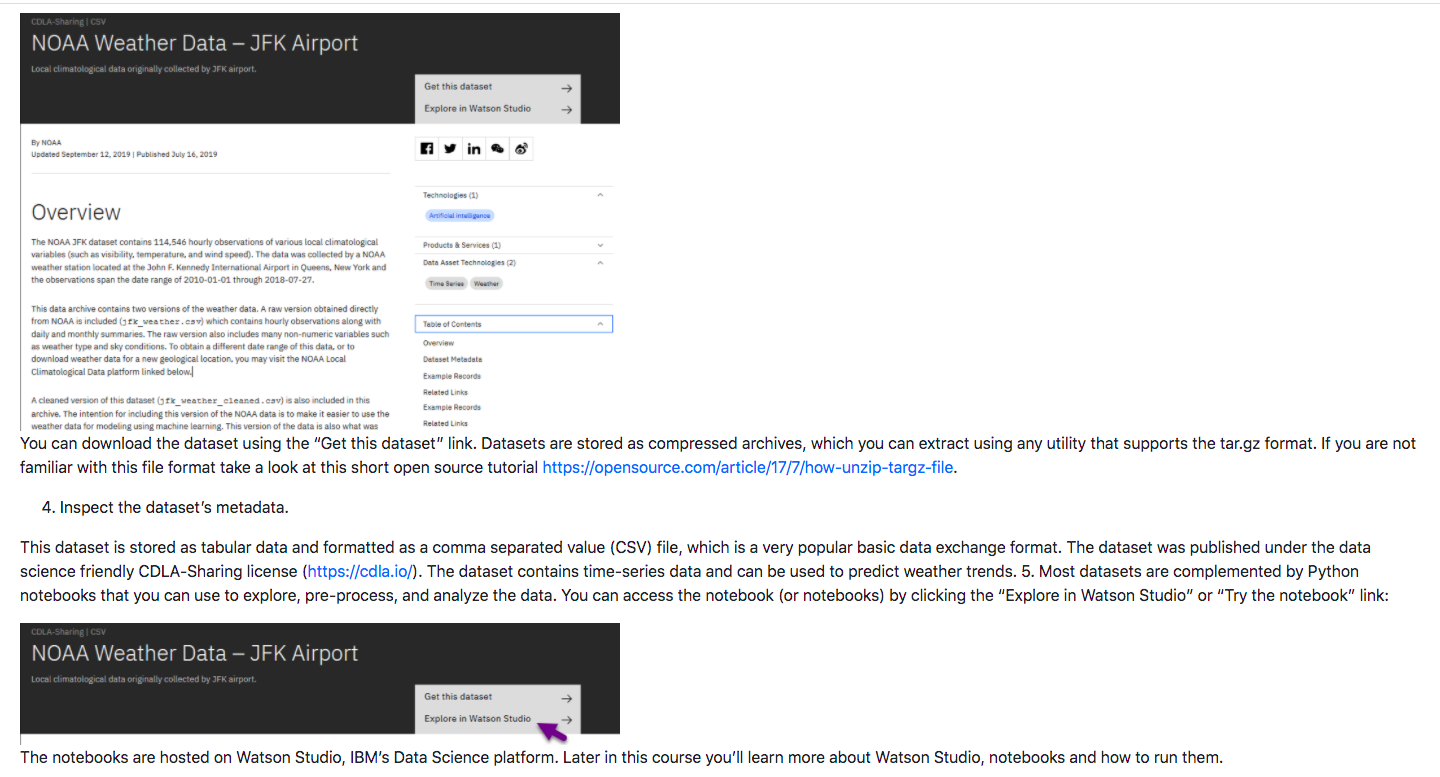 CDLA-Sharing | CSV
NOAA Weather Data – JFK Airport
Local climatological data originally collected by JFK airport.
Get this dataset
Explore in Watson Studio
By NOAA
Updated September 12, 2019 | Published July 16, 2019
Overview
The NOAA JFK dataset contains 114,546 hourly observations of various local climatological
variables (such as visibility, temperature, and wind speed). The data was collected by a NOAA
weather station located at the John F. Kennedy International Airport in Queens, New York and
the observations span the date range of 2010-01-01 through 2018-07-27.
This data archive contains two versions of the weather data. A raw version obtained directly
from NOAA is included (jfk_weather.csv) which contains hourly observations along with
daily and monthly summaries. The raw version also includes many non-numeric variables such
as weather type and sky conditions. To obtain a different date range of this data, or to
download weather data for a new geological location, you may visit the NOAA Local
Climatological Data platform linked below.
A cleaned version of this dataset (jfk_weather_cleaned.csv) is also included in this
archive. The intention for including this version of the NOAA data is to make it easier to use the
weather data for modeling using machine learning. This version of the data is also what was
Technologies (1)
Artificial intelligence
Products & Services (1)
Data Asset Technologies (2)
Time Series Weather
Table of Contents
Overview
Dataset Metadata
Example Records
Related Links
Example Records
Related Links
You can download the dataset using the “Get this dataset” link. Datasets are stored as compressed archives, which you can extract using any utility that supports the tar.gz format. If you are not
familiar with this file format take a look at this short open source tutorial https://opensource.com/article/17/7/how-unzip-targz-file.
4. Inspect the dataset’s metadata.
This dataset is stored as tabular data and formatted as a comma separated value (CSV) file, which is a very popular basic data exchange format. The dataset was published under the data
science friendly CDLA-Sharing license (https://cdla.io/). The dataset contains time-series data and can be used to predict weather trends. 5. Most datasets are complemented by Python
notebooks that you can use to explore, pre-process, and analyze the data. You can access the notebook (or notebooks) by clicking the “Explore in Watson Studio” or “Try the notebook” link:
CDLA-Sharing | CSV
NOAA Weather Data – JFK Airport
Local climatological data originally collected by JFK airport.
Get this dataset
Explore in Watson Studio
The notebooks are hosted on Watson Studio, IBM’s Data Science platform. Later in this course you’ll learn more about Watson Studio, notebooks and how to run them.